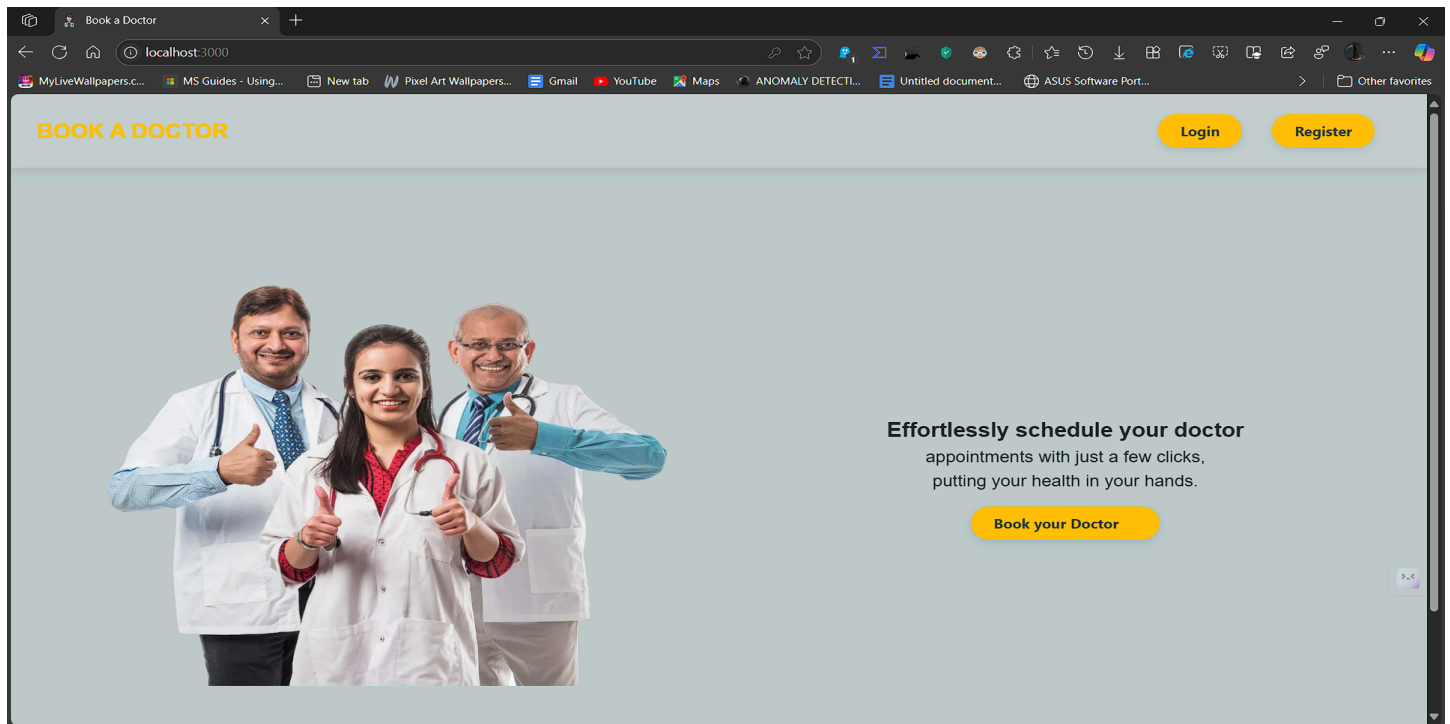 Book a Doctor
localhost:3000
1
MyLiveWallpapers.c... MS Guides - Using... New tab Pixel Art Wallpapers... Gmail YouTube Maps ANOMALY DETECTI... Untitled document... ASUS Software Port... Other favorites
BOOK A DOCTOR
Login
Register
Effortlessly schedule your doctor
appointments with just a few clicks,
putting your health in your hands.
Book your Doctor